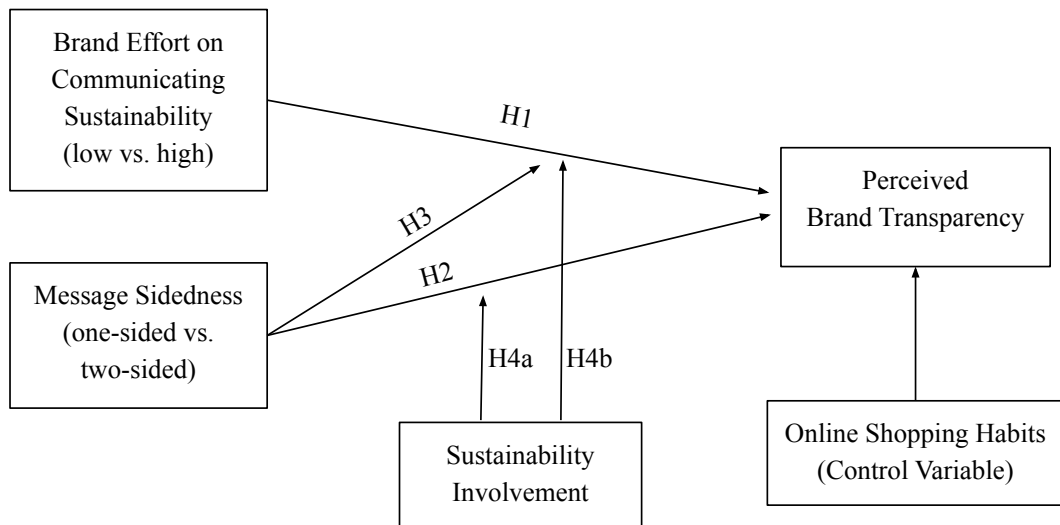 Brand Effort on
Communicating
Sustainability
(low vs. high)
H1
Perceived
Brand Transparency
H3
H2
Message Sidedness
(one-sided vs.
two-sided)
H4a
H4b
Sustainability
Involvement
Online Shopping Habits
(Control Variable)